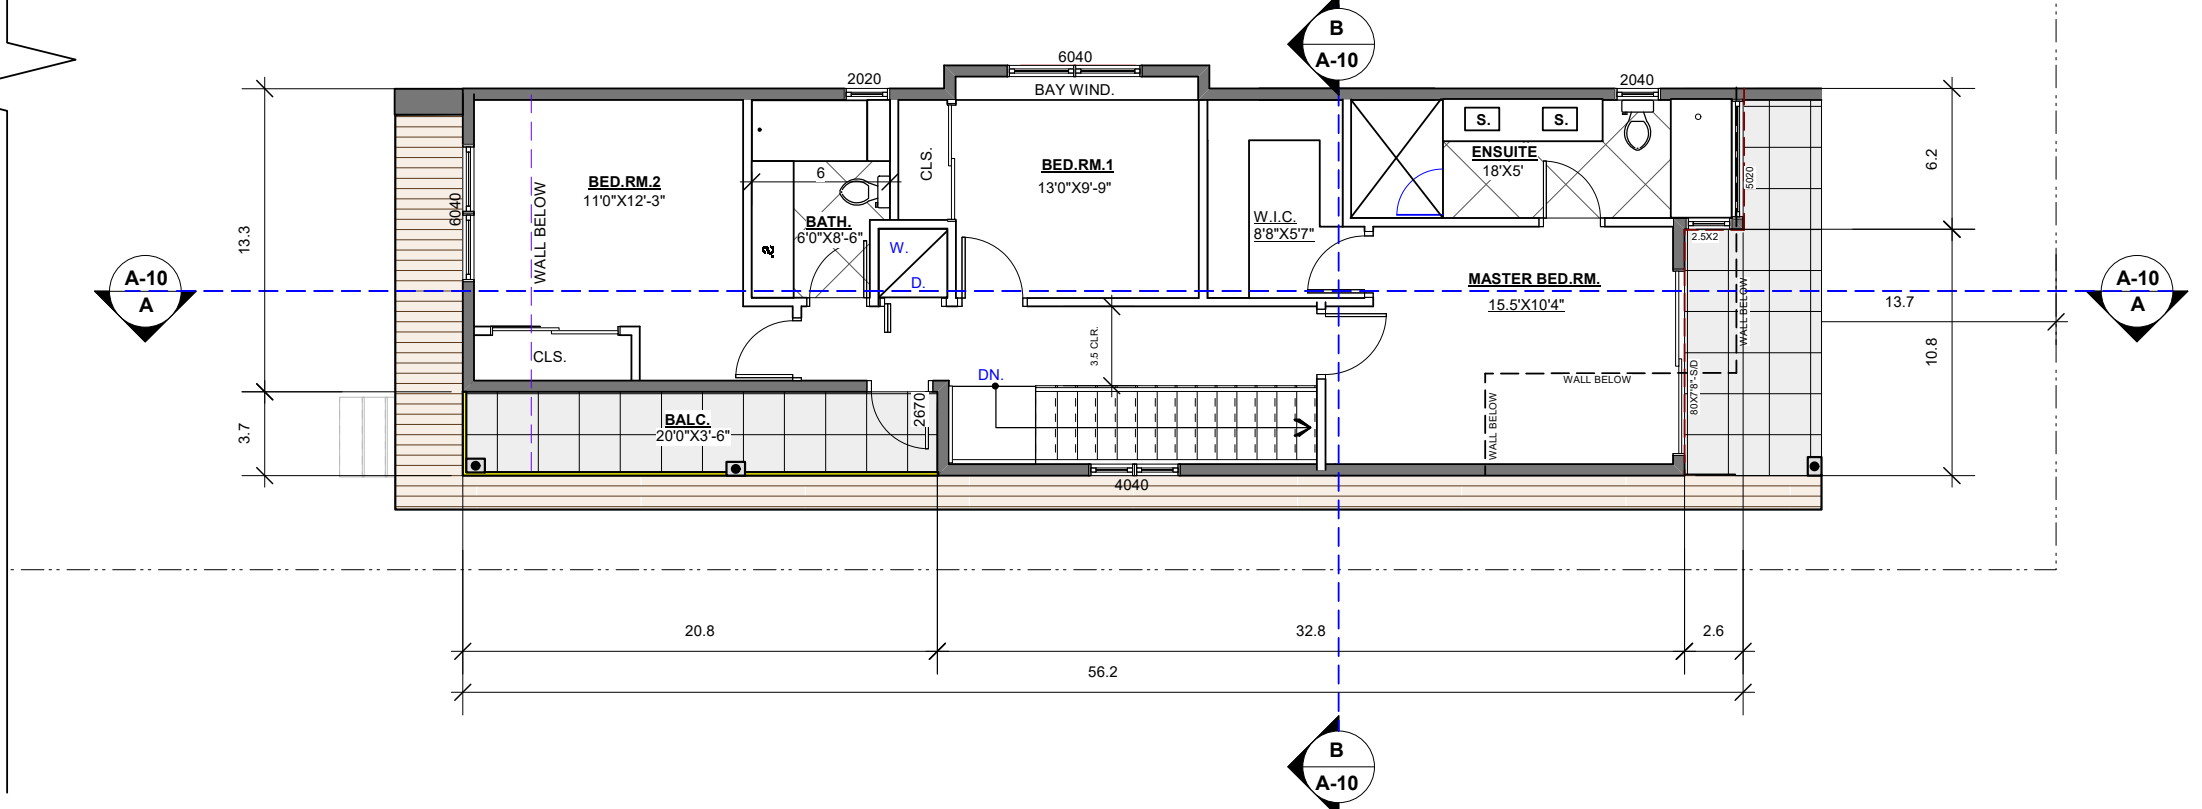 B
A-10
6040
2020
2040
BAY WIND.
S.
S.
ENSUITE
18'X5'
CLS.
BED.RM.1
13'0"X9'-9"
BED.RM.2
11'0"X12'-3"
6
BATH.
6'0"X8'-6"
WALL BELOW
6040
W.I.C.
8'8"X5'7"
5020
6.2
2.5X2
13.3
W.
D.
MASTER BED.RM.
15.5'X10'4"
A-10
A
A-10
A
13.7
WALL BELOW
10.8
3.5 CLR.
CLS.
DN.
WALL BELOW
80X7'8"-S/D
WALL BELOW
2670
BALC.
20'0"X3'-6"
3.7
4040
20.8
32.8
2.6
56.2
B
A-10